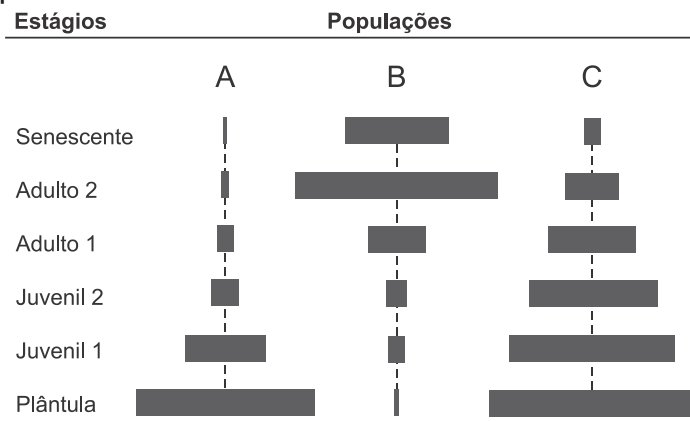 Estágios Populações
A B C
Senescente
Adulto 2
Adulto 1
Juvenil 2
Juvenil 1
Plântula